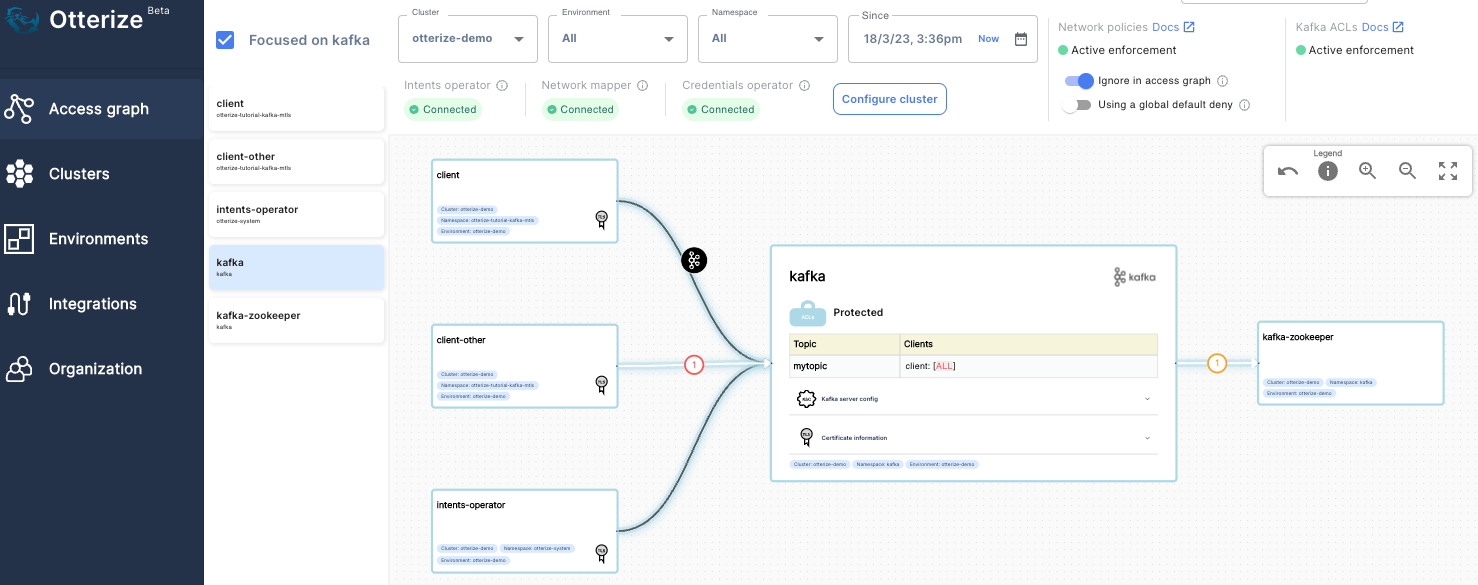 Otterize Beta
Access graph
Clusters
Environments
Integrations
Organization
Focused on kafka
client
otterize-tutorial-kafka-mtls
client-other
otterize-tutorial-kafka-mtls
intents-operator
otterize-system
kafka
kafka
kafka-zookeeper
kafka
Cluster
otterize-demo
Environment
All
Namespace
All
Since
18/3/23, 3:36pm Now
Intents operator
Connected
Network mapper
Connected
Credentials operator
Connected
Configure cluster
Network policies Docs
Active enforcement
Ignore in access graph
Using a global default deny
Kafka ACLs Docs
Active enforcement
Legend
client
Cluster: otterize-demo
Namespace: otterize-tutorial-kafka-mtls
Environment: otterize-demo
client-other
Cluster: otterize-demo
Namespace: otterize-tutorial-kafka-mtls
Environment: otterize-demo
1
intents-operator
Cluster: otterize-demo Namespace: otterize-system
Environment: otterize-demo
kafka
kafka
ACLs
Protected
Topic Clients
mytopic client: [ALL]
Kafka server config
Certificate information
Cluster: otterize-demo Namespace: kafka Environment: otterize-demo
1
kafka-zookeeper
Cluster: otterize-demo Namespace: kafka
Environment: otterize-demo